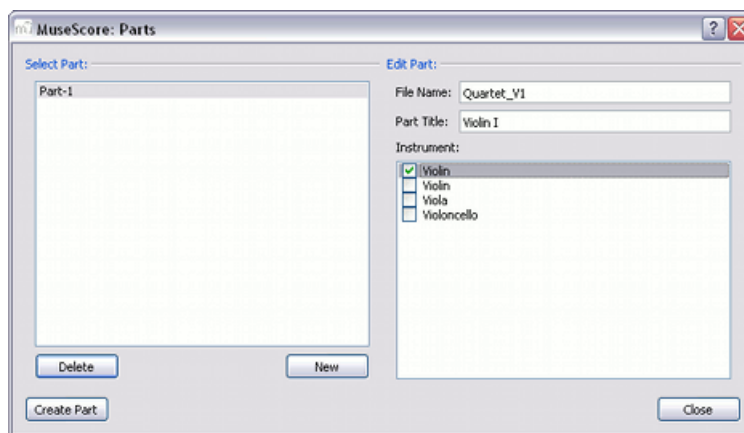 MuseScore: Parts
Select Part:
Part-1
Delete
New
Create Part
Edit Part:
File Name: Quartet_V1
Part Title: Violin I
Instrument:
Violin
Violin
Viola
Violoncello
Close